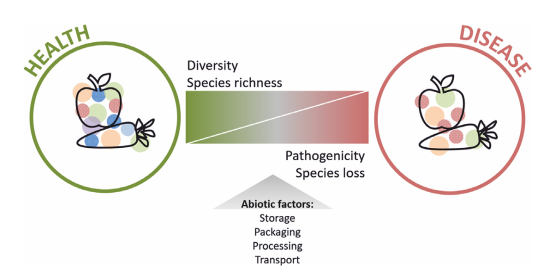 HEALTH
DISEASE
Diversity
Species richness
Pathogenicity
Species loss
Abiotic factors:
Storage
Packaging
Processing
Transport